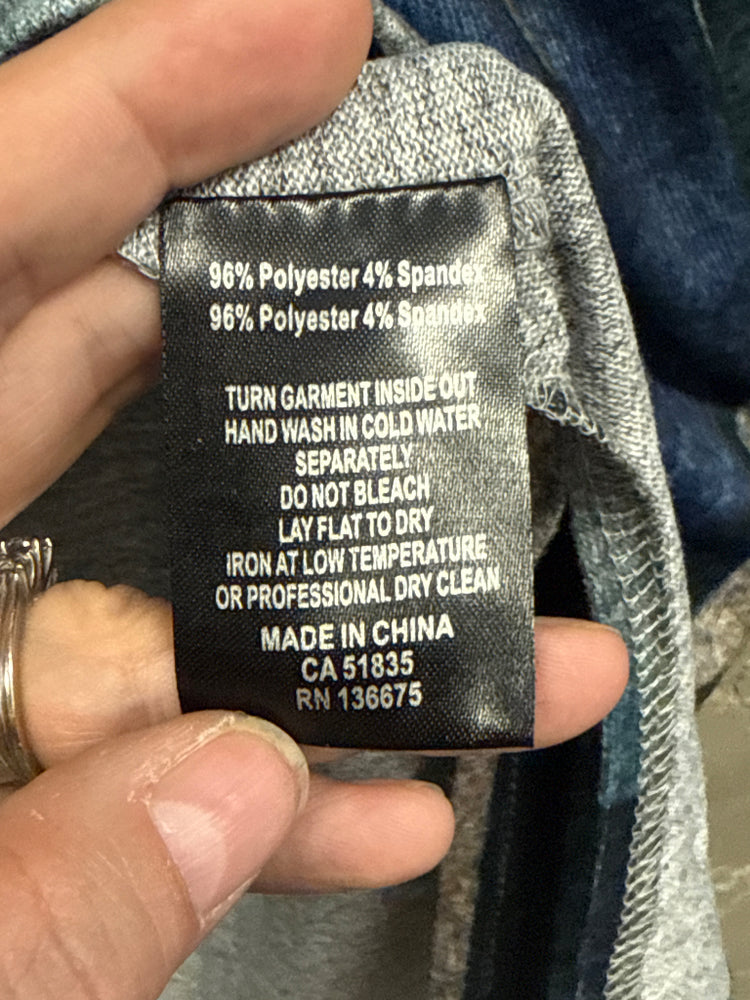 96% Polyester 4% Spandex
96% Polyester 4% Spandex
TURN GARMENT INSIDE OUT
HAND WASH IN COLD WATER
SEPARATELY
DO NOT BLEACH
LAY FLAT TO DRY
IRON AT LOW TEMPERATURE
OR PROFESSIONAL DRY CLEAN
MADE IN CHINA
CA 51835
RN 136675